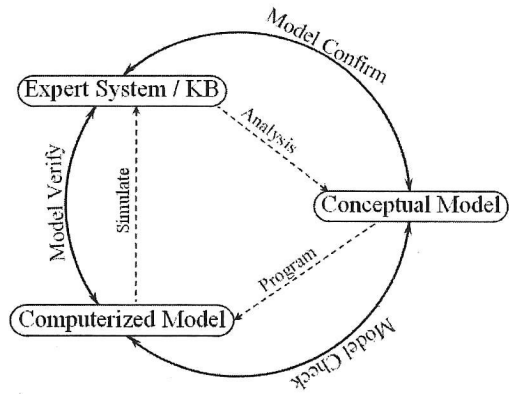 Model Confirm
Expert System / KB
Analysis
Model Verify
Simulate
Conceptual Model
Program
Computerized Model
Model Check